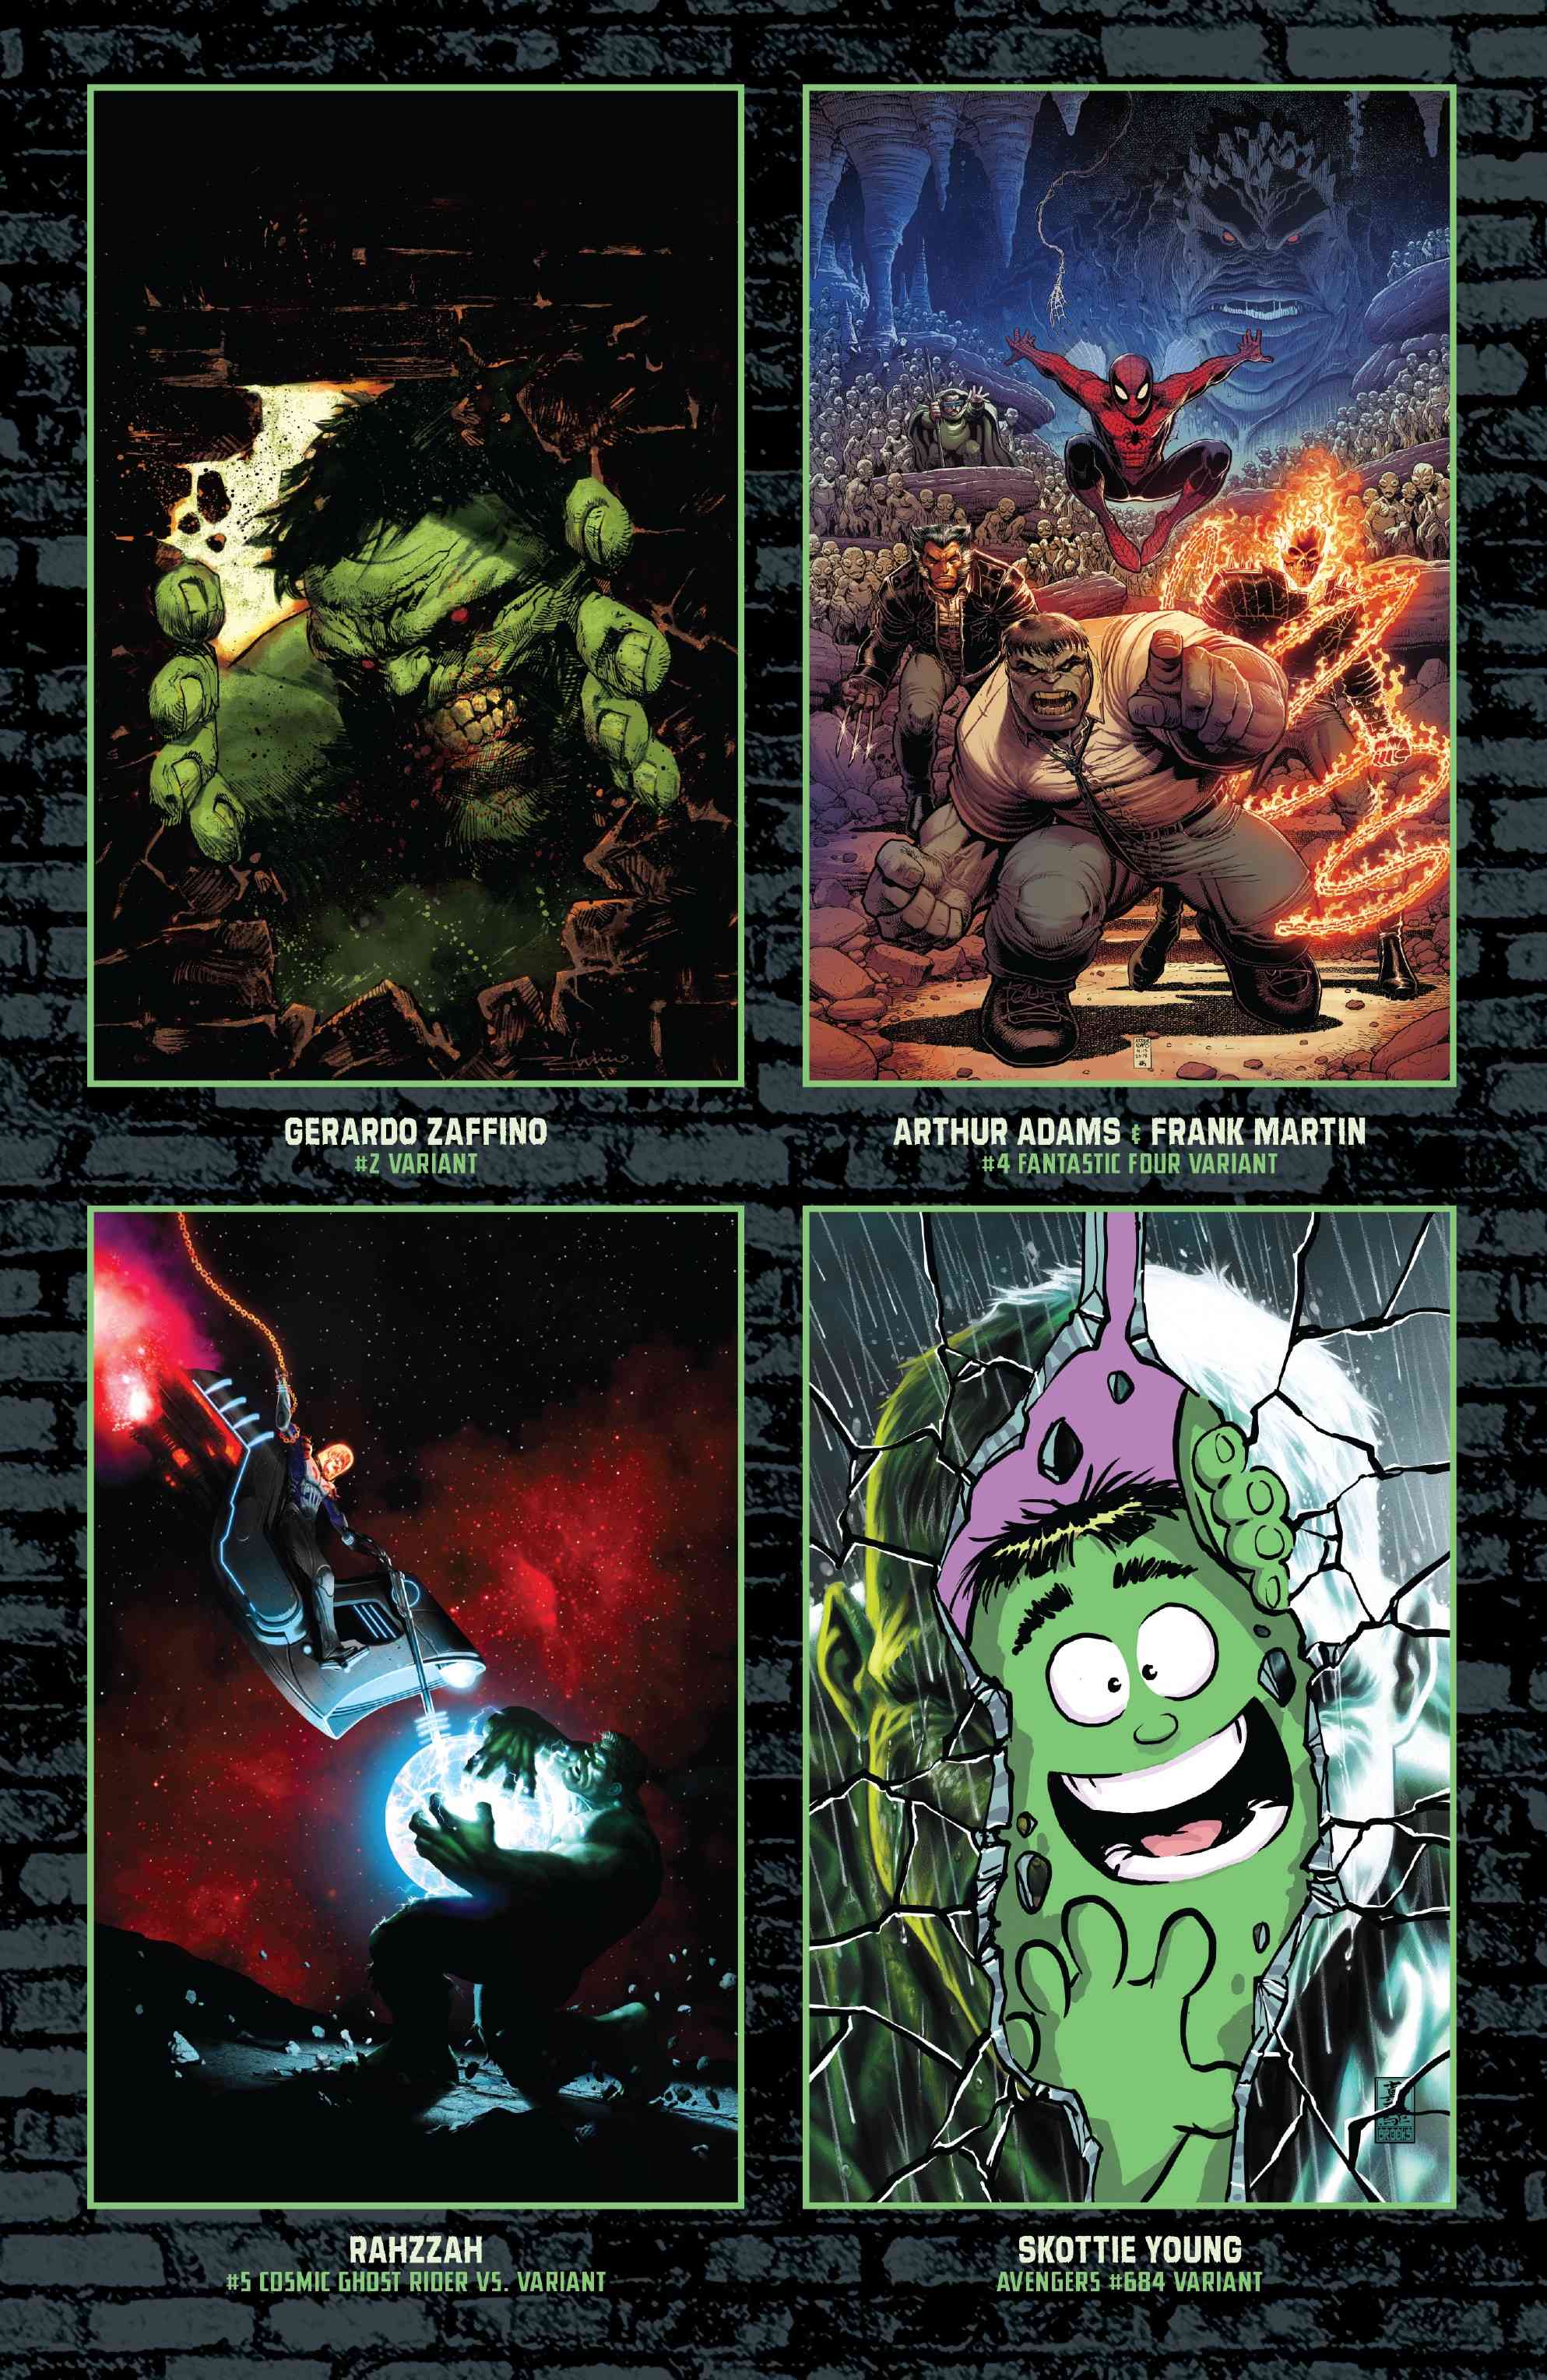 GERARDO ZAFFINO
#2 VARIANT
ARTHUR ADAMS & FRANK MARTIN
#4 FANTASTIC FOUR VARIANT
BROOKS
RAHZZAH
#5 COSMIC GHOST RIDER VS. VARIANT
SKOTTIE YOUNG
AVENGERS #684 VARIANT